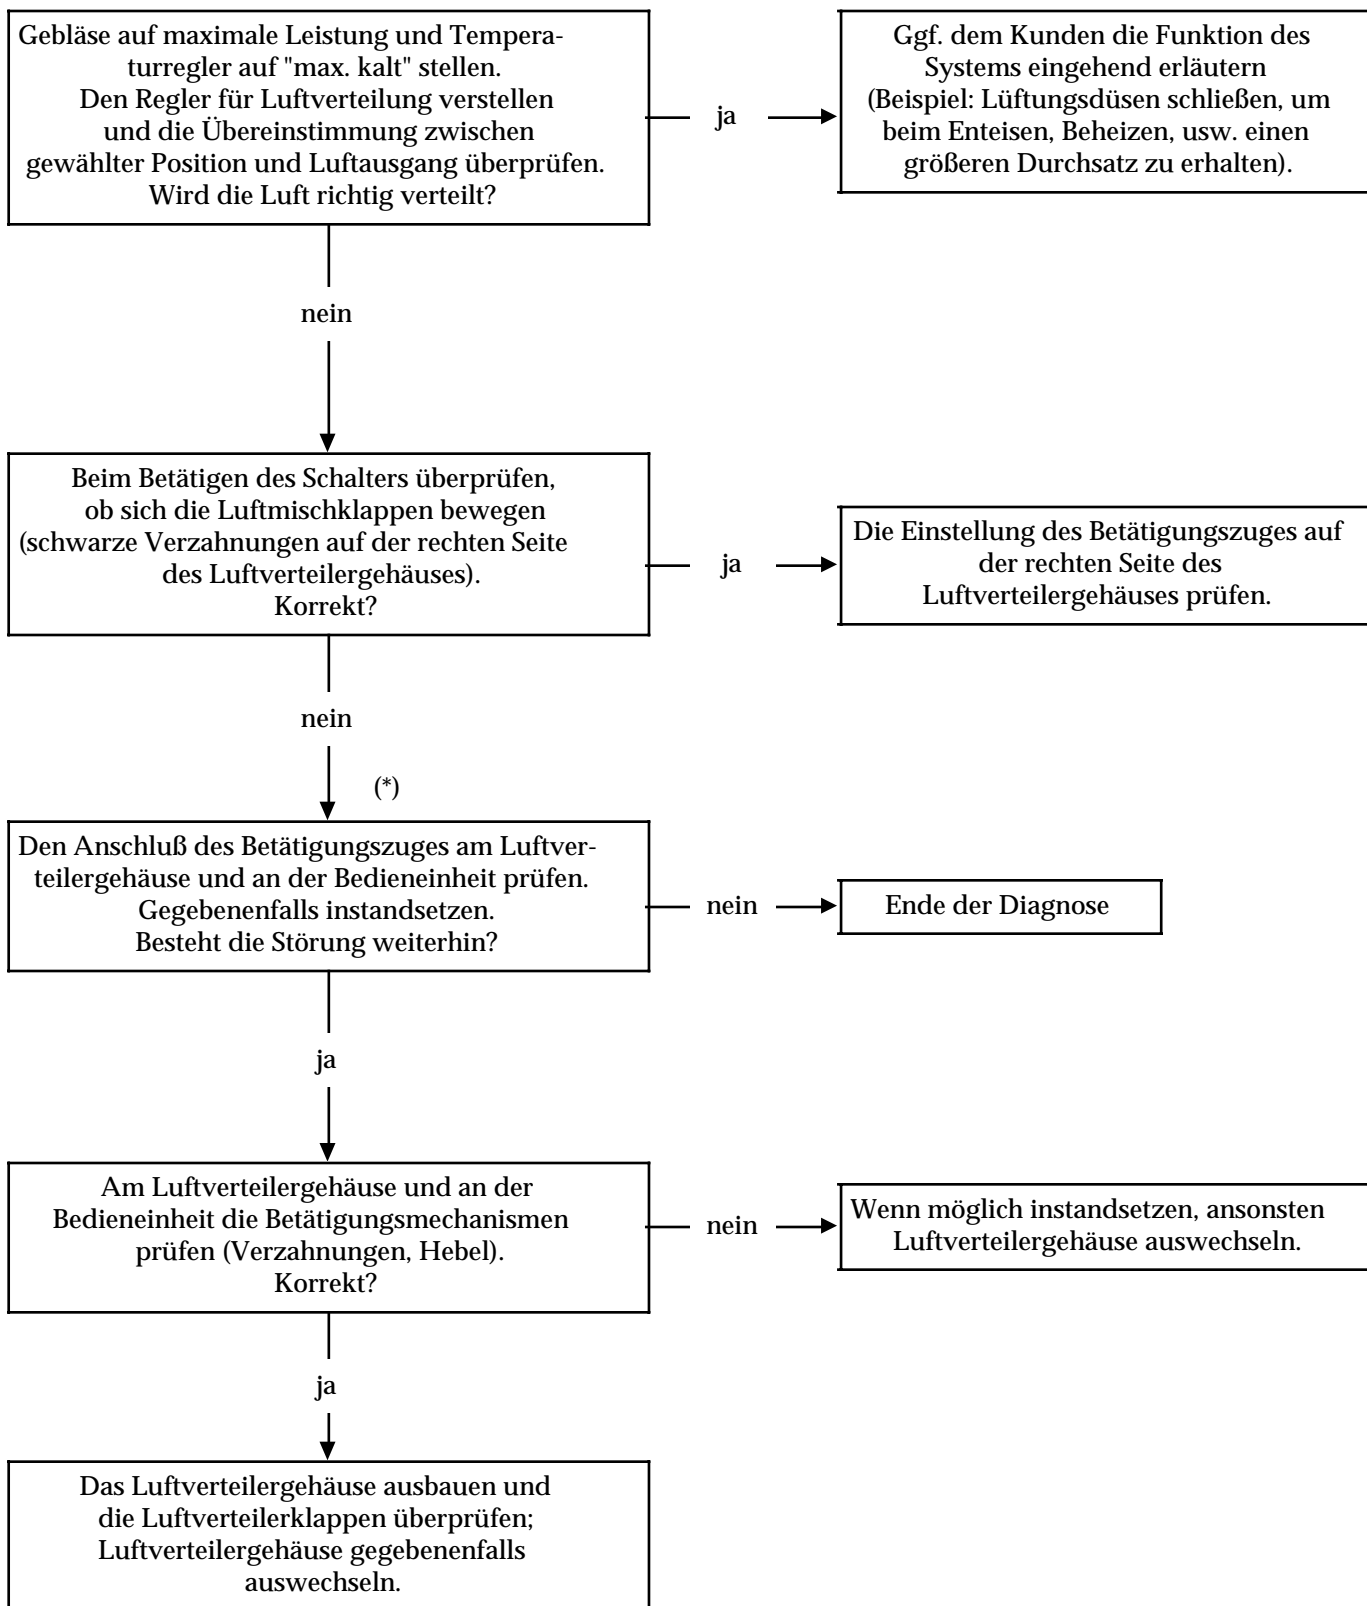 Gebläse auf maximale Leistung und Tempera-
turregler auf "max. kalt" stellen.
Den Regler für Luftverteilung verstellen
und die Übereinstimmung zwischen
gewählter Position und Luftausgang überprüfen.
Wird die Luft richtig verteilt?
ja
Ggf. dem Kunden die Funktion des
Systems eingehend erläutern
(Beispiel: Lüftungsdüsen schließen, um
beim Enteisen, Beheizen, usw. einen
größeren Durchsatz zu erhalten).
nein
Beim Betätigen des Schalters überprüfen,
ob sich die Luftmischklappen bewegen
(schwarze Verzahnungen auf der rechten Seite
des Luftverteilergehäuses).
Korrekt?
ja
Die Einstellung des Betätigungszuges auf
der rechten Seite des
Luftverteilergehäuses prüfen.
nein
(*)
Den Anschluß des Betätigungszuges am Luftver-
teilergehäuse und an der Bedieneinheit prüfen.
Gegebenenfalls instandsetzen.
Besteht die Störung weiterhin?
nein
Ende der Diagnose
ja
Am Luftverteilergehäuse und an der
Bedieneinheit die Betätigungsmechanismen
prüfen (Verzahnungen, Hebel).
Korrekt?
nein
Wenn möglich instandsetzen, ansonsten
Luftverteilergehäuse auswechseln.
ja
Das Luftverteilergehäuse ausbauen und
die Luftverteilerklappen überprüfen;
Luftverteilergehäuse gegebenenfalls
auswechseln.